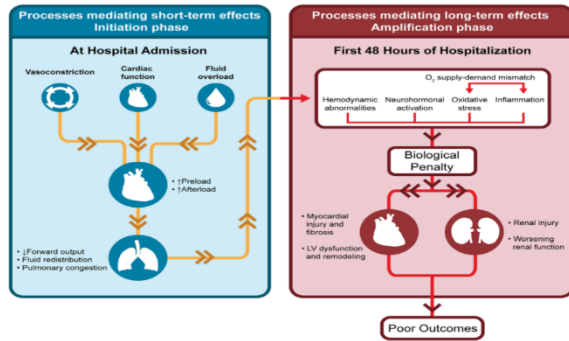 Processes mediating short-term effects
Initiation phase
At Hospital Admission
Vasoconstriction
Cardiac
function
Fluid
overload
• ↑Preload
• ↑Afterload
• ↓Forward output
• Fluid redistribution
• Pulmonary congestion
Processes mediating long-term effects
Amplification phase
First 48 Hours of Hospitalization
O₂ supply-demand mismatch
Hemodynamic
abnormalities
Neurohormonal
activation
Oxidative
stress
Inflammation
Biological
Penalty
• Myocardial
injury and
fibrosis
• LV dysfunction
and remodeling
• Renal injury
• Worsening
renal function
Poor Outcomes